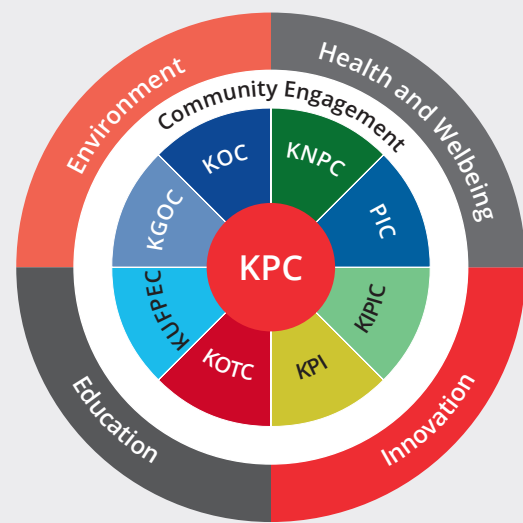 Environment
Health and Welbeing
Community Engagement
KOC
KNPC
KGOC
PIC
KPC
KUFPEC
KIPIC
KOTC
KPI
Education
Innovation